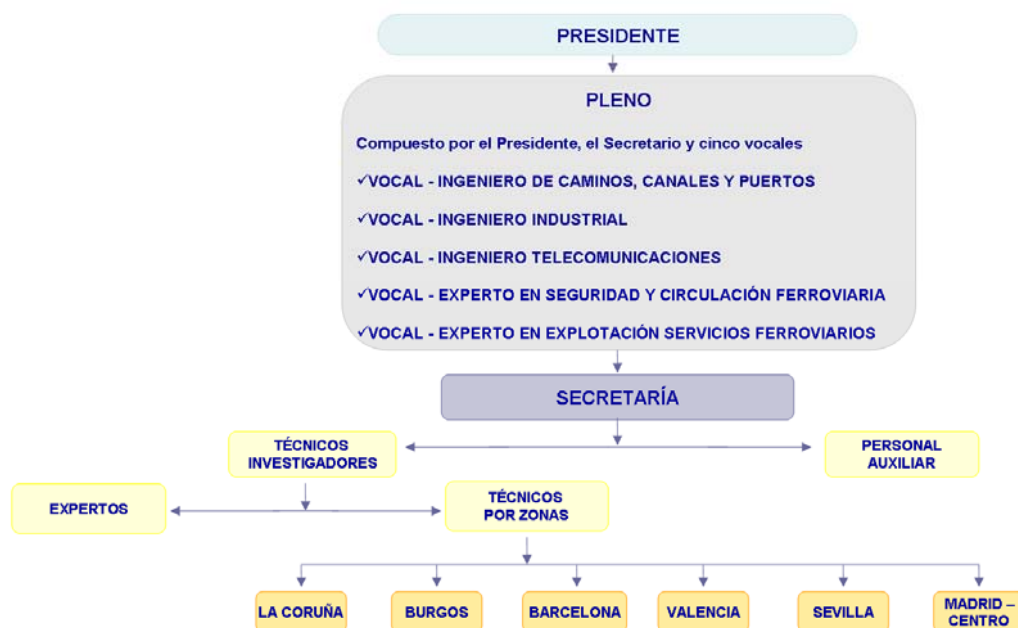 PRESIDENTE
PLENO
Compuesto por el Presidente, el Secretario y cinco vocales
✓VOCAL - INGENIERO DE CAMINOS, CANALES Y PUERTOS
✓VOCAL - INGENIERO INDUSTRIAL
✓VOCAL - INGENIERO TELECOMUNICACIONES
✓VOCAL - EXPERTO EN SEGURIDAD Y CIRCULACIÓN FERROVIARIA
✓VOCAL - EXPERTO EN EXPLOTACIÓN SERVICIOS FERROVIARIOS
SECRETARÍA
TÉCNICOS
INVESTIGADORES
PERSONAL
AUXILIAR
EXPERTOS
TÉCNICOS
POR ZONAS
LA CORUÑA
BURGOS
BARCELONA
VALENCIA
SEVILLA
MADRID –
CENTRO